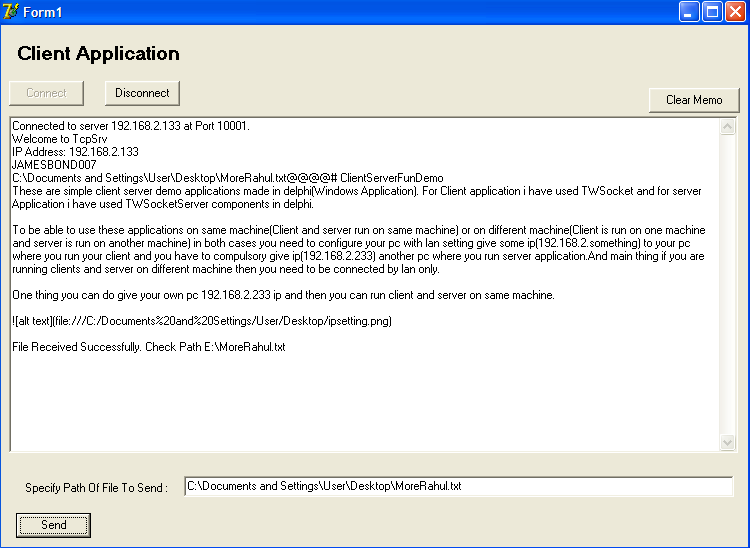 Form1
Client Application
Connect
Disconnect
Clear Memo
Connected to server 192.168.2.133 at Port 10001.
Welcome to TcpSrv
IP Address: 192.168.2.133
JAMESBOND007
C:\Documents and Settings\User\Desktop\MoreRahul.txt@@@@# ClientServerFunDemo
These are simple client server demo applications made in delphi(Windows Application). For Client application i have used TWSocket and for server
Application i have used TWSocketServer components in delphi.
To be able to use these applications on same machine(Client and server run on same machine) or on different machine(Client is run on one machine
and server is run on another machine) in both cases you need to configure your pc with lan setting give some ip(192.168.2.something) to your pc
where you run your client and you have to compulsory give ip(192.168.2.233) another pc where you run server application.And main thing if you are
running clients and server on different machine then you need to be connected by lan only.
One thing you can do give your own pc 192.168.2.233 ip and then you can run client and server on same machine.
![alt text](file:///C:/Documents%20and%20Settings/User/Desktop/ipsetting.png)
File Received Successfully. Check Path E:\MoreRahul.txt
Specify Path Of File To Send :
C:\Documents and Settings\User\Desktop\MoreRahul.txt
Send